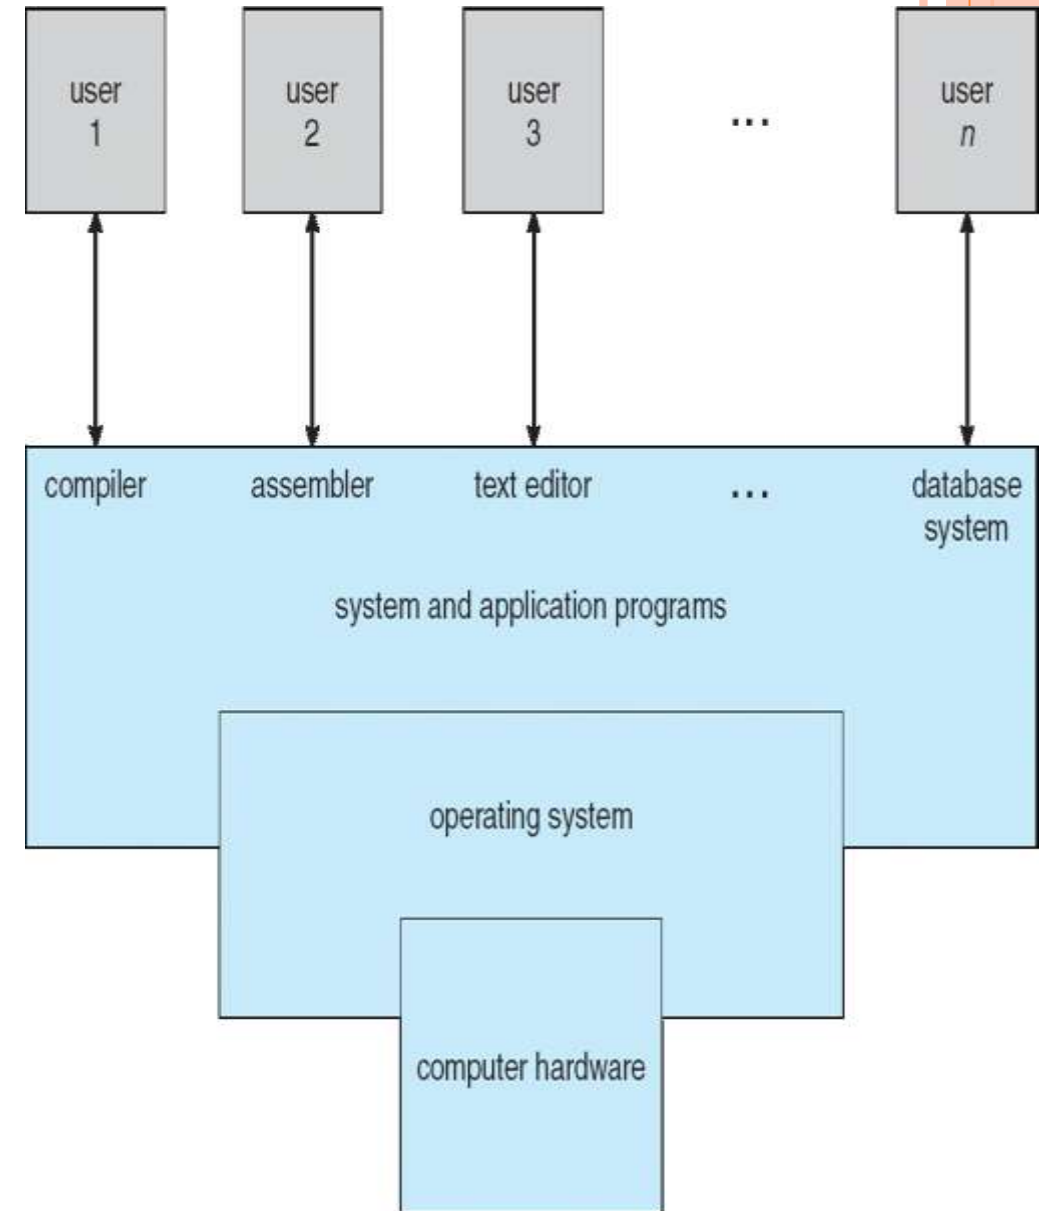 user
1
user
2
user
3
...
user
n
compiler
assembler
text editor
...
database
system
system and application programs
operating system
computer hardware